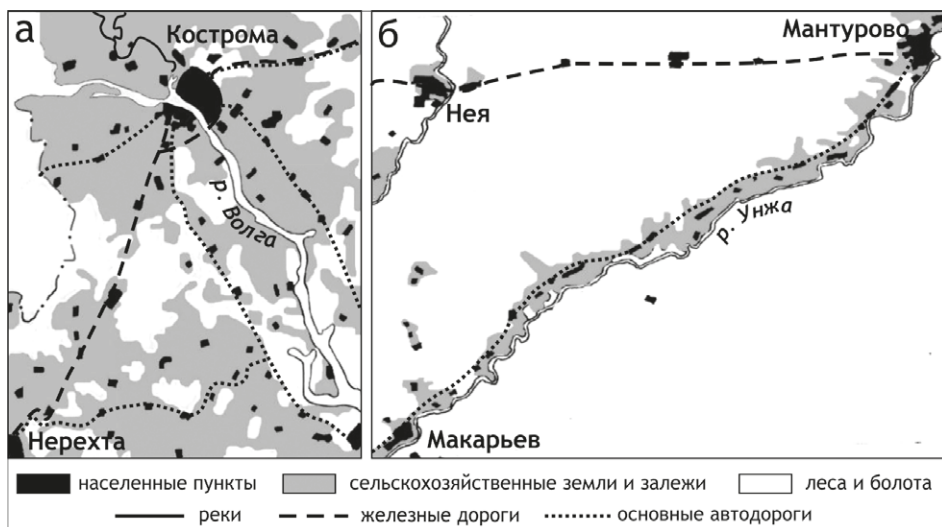 а
Кострома
р. Волга
Нерехта
б
Мантурово
Нея
р. Унжа
Макарьев
населенные пункты
сельскохозяйственные земли и залежи
леса и болота
реки
железные дороги
основные автодороги